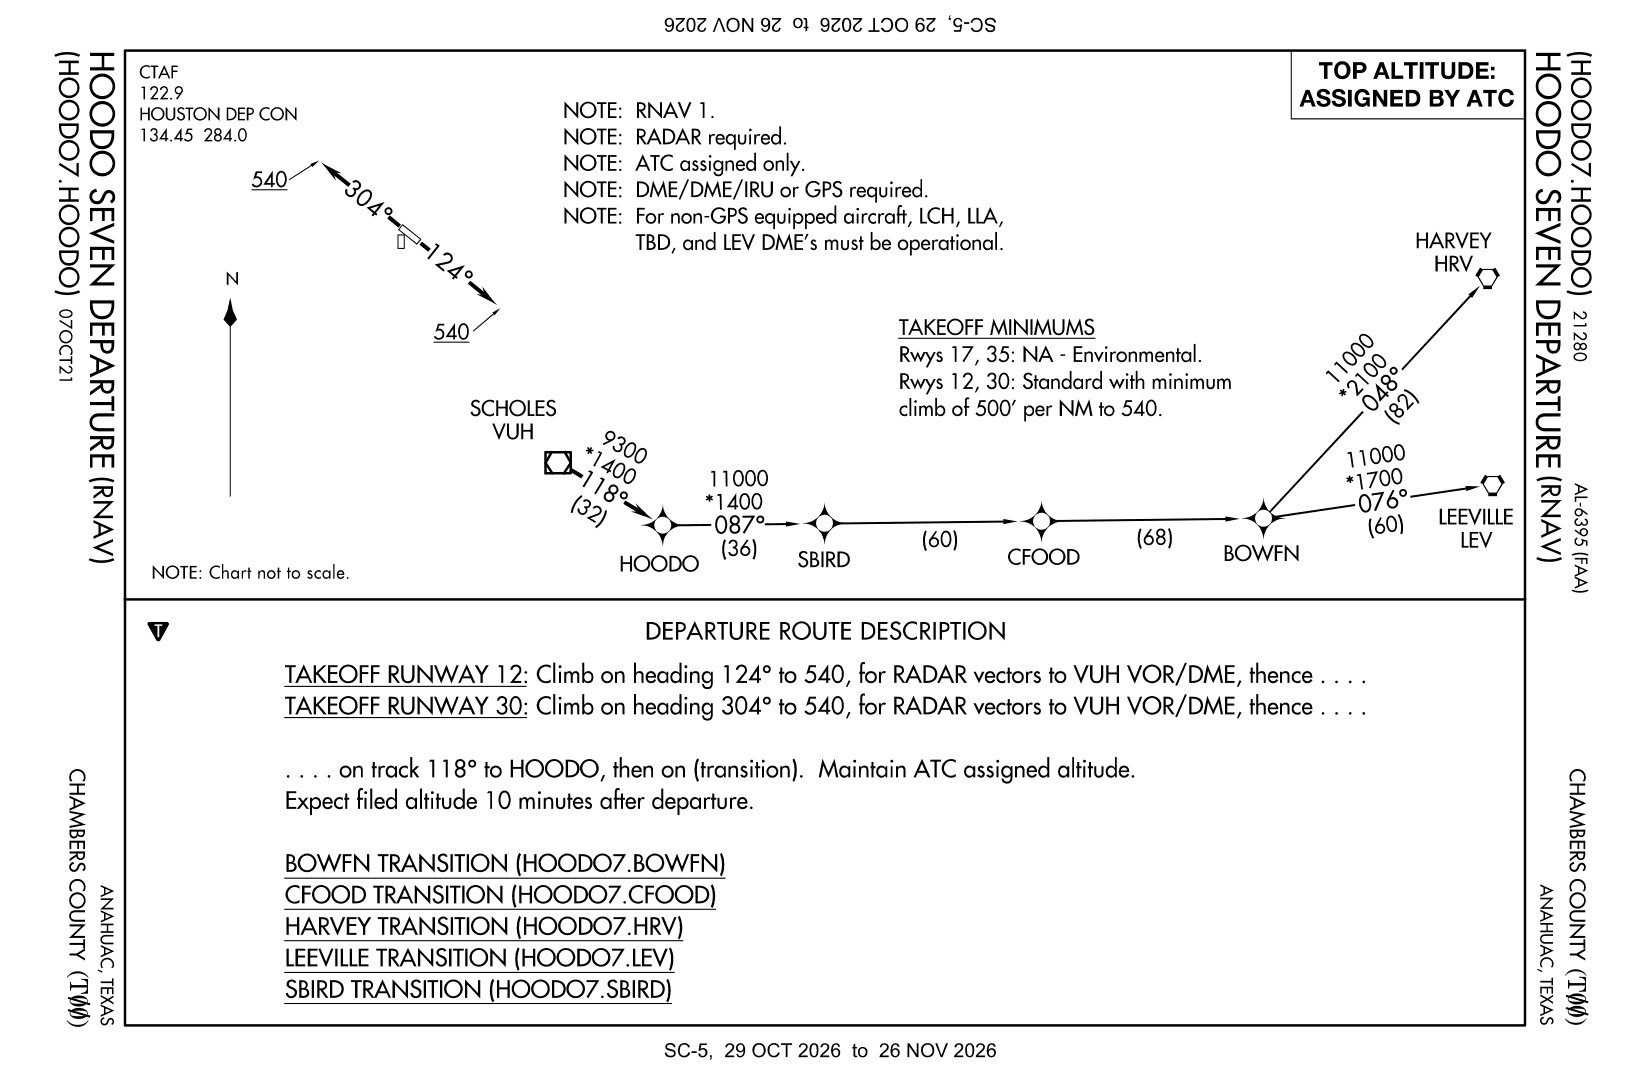 SC-5, 29 OCT 2026 to 26 NOV 2026
HOODO SEVEN DEPARTURE (RNAV)
(HOODO7.HOODO) 07OCT21
CHAMBERS COUNTY (TØØ)
ANAHUAC, TEXAS
(HOODO7.HOODO) 21280
HOODO SEVEN DEPARTURE (RNAV)
AL-6395 (FAA)
CHAMBERS COUNTY (TØØ)
ANAHUAC, TEXAS
CTAF
122.9
HOUSTON DEP CON
134.45 284.0
TOP ALTITUDE:
ASSIGNED BY ATC
NOTE: RNAV 1.
NOTE: RADAR required.
NOTE: ATC assigned only.
NOTE: DME/DME/IRU or GPS required.
NOTE: For non-GPS equipped aircraft, LCH, LLA,
TBD, and LEV DME's must be operational.
540
304°
124°
540
N
TAKEOFF MINIMUMS
Rwys 17, 35: NA - Environmental.
Rwys 12, 30: Standard with minimum
climb of 500' per NM to 540.
HARVEY
HRV
11000
*2100
048°
(82)
SCHOLES
VUH
9300
*1400
118°
(32)
HOODO
11000
*1400
087°
(36)
SBIRD
(60)
CFOOD
(68)
BOWFN
11000
*1700
076°
(60)
LEEVILLE
LEV
NOTE: Chart not to scale.
T
DEPARTURE ROUTE DESCRIPTION
TAKEOFF RUNWAY 12: Climb on heading 124° to 540, for RADAR vectors to VUH VOR/DME, thence . . . .
TAKEOFF RUNWAY 30: Climb on heading 304° to 540, for RADAR vectors to VUH VOR/DME, thence . . . .
. . . . on track 118° to HOODO, then on (transition). Maintain ATC assigned altitude.
Expect filed altitude 10 minutes after departure.
BOWFN TRANSITION (HOODO7.BOWFN)
CFOOD TRANSITION (HOODO7.CFOOD)
HARVEY TRANSITION (HOODO7.HRV)
LEEVILLE TRANSITION (HOODO7.LEV)
SBIRD TRANSITION (HOODO7.SBIRD)
SC-5, 29 OCT 2026 to 26 NOV 2026